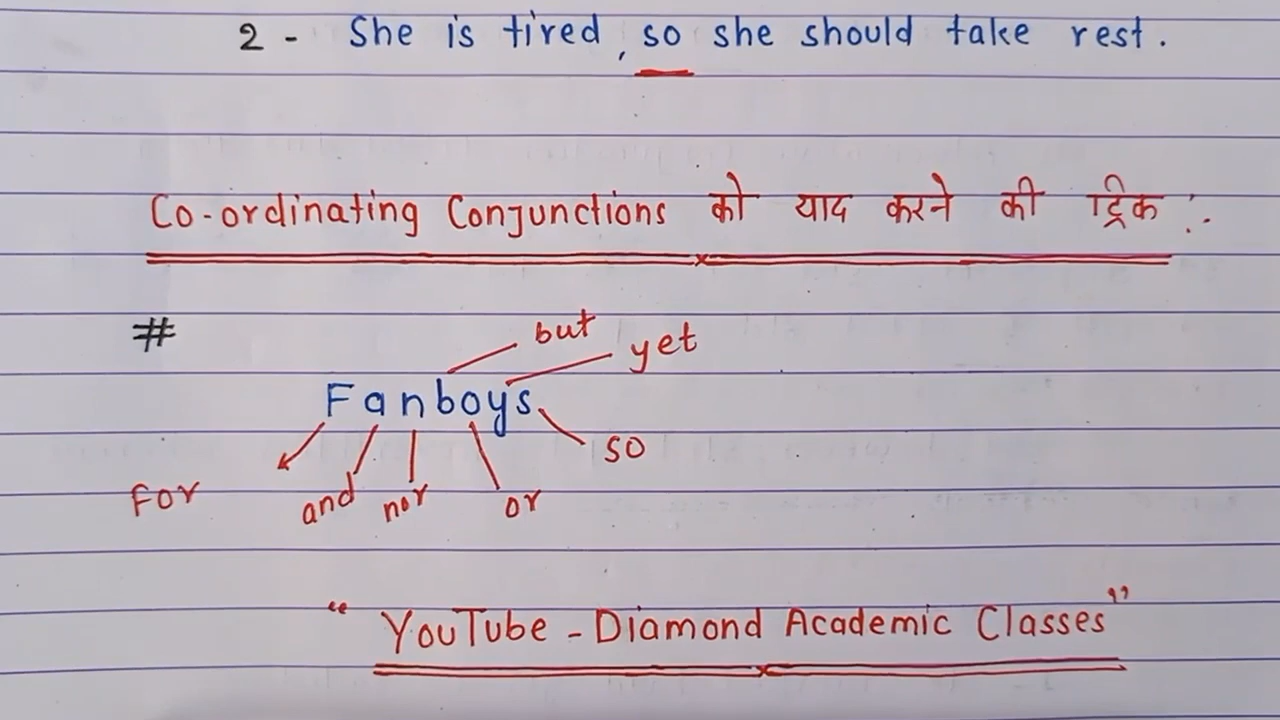 2 - She is tired, so she should take rest.
Co-ordinating Conjunctions को याद करने की ट्रिक :-
#
but
yet
Fanboys
so
For and nor or
"YouTube - Diamond Academic Classes"